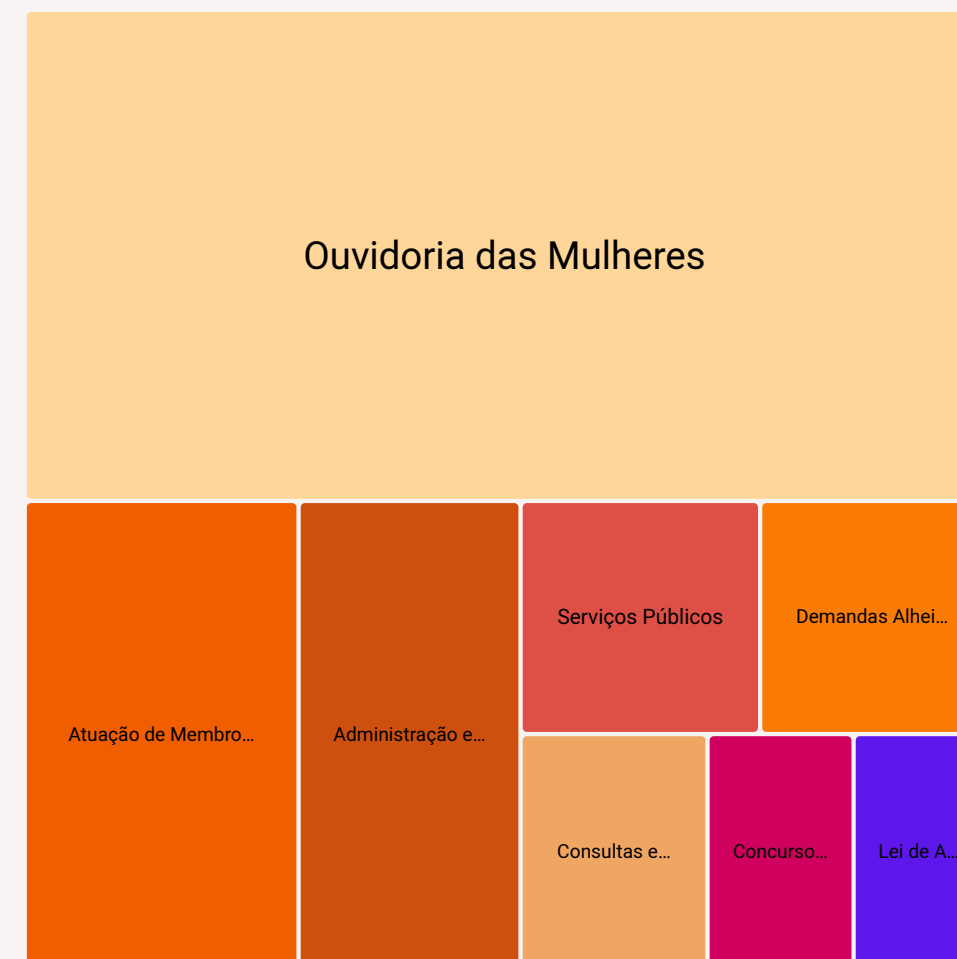 Ouvidoria das Mulheres
Serviços Públicos
Demandas Alhei...
Atuação de Membro...
Administração e...
Consultas e...
Concurso...
Lei de A...